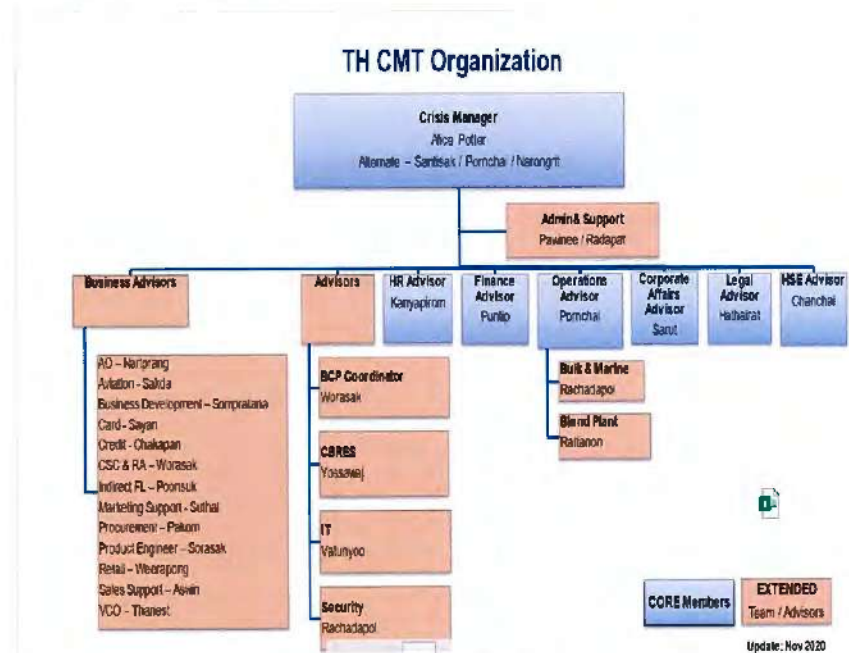 TH CMT Organization
Crisis Manager
Alice Potter
Alternate – Santisak / Pornchai / Narongrit
Admin & Support
Pawinee / Radapar
Business Advisors
Advisors
HR Advisor
Kanyapirom
Finance
Advisor
Puntip
Operations
Advisor
Pornchai
Corporate
Affairs
Advisor
Sarut
Legal
Advisor
Hathairat
HSE Advisor
Chanchai
AO – Nartprang
Aviation - Sakda
Business Development – Sompratana
Card - Sayan
Credit - Chakapan
CSC & RA – Worasak
Indirect FL – Poonsuk
Marketing Support - Suthai
Procurement – Pakorn
Product Engineer – Sorasak
Retail – Weerapong
Sales Support – Aswin
VCO – Thanest
BCP Coordinator
Worasak
CBRES
Yossawaj
IT
Vatunyoo
Security
Rachadapol
Bulk & Marine
Rachadapol
Blend Plant
Rattanon
CORE Members
EXTENDED
Team / Advisors
Update: Nov 2020